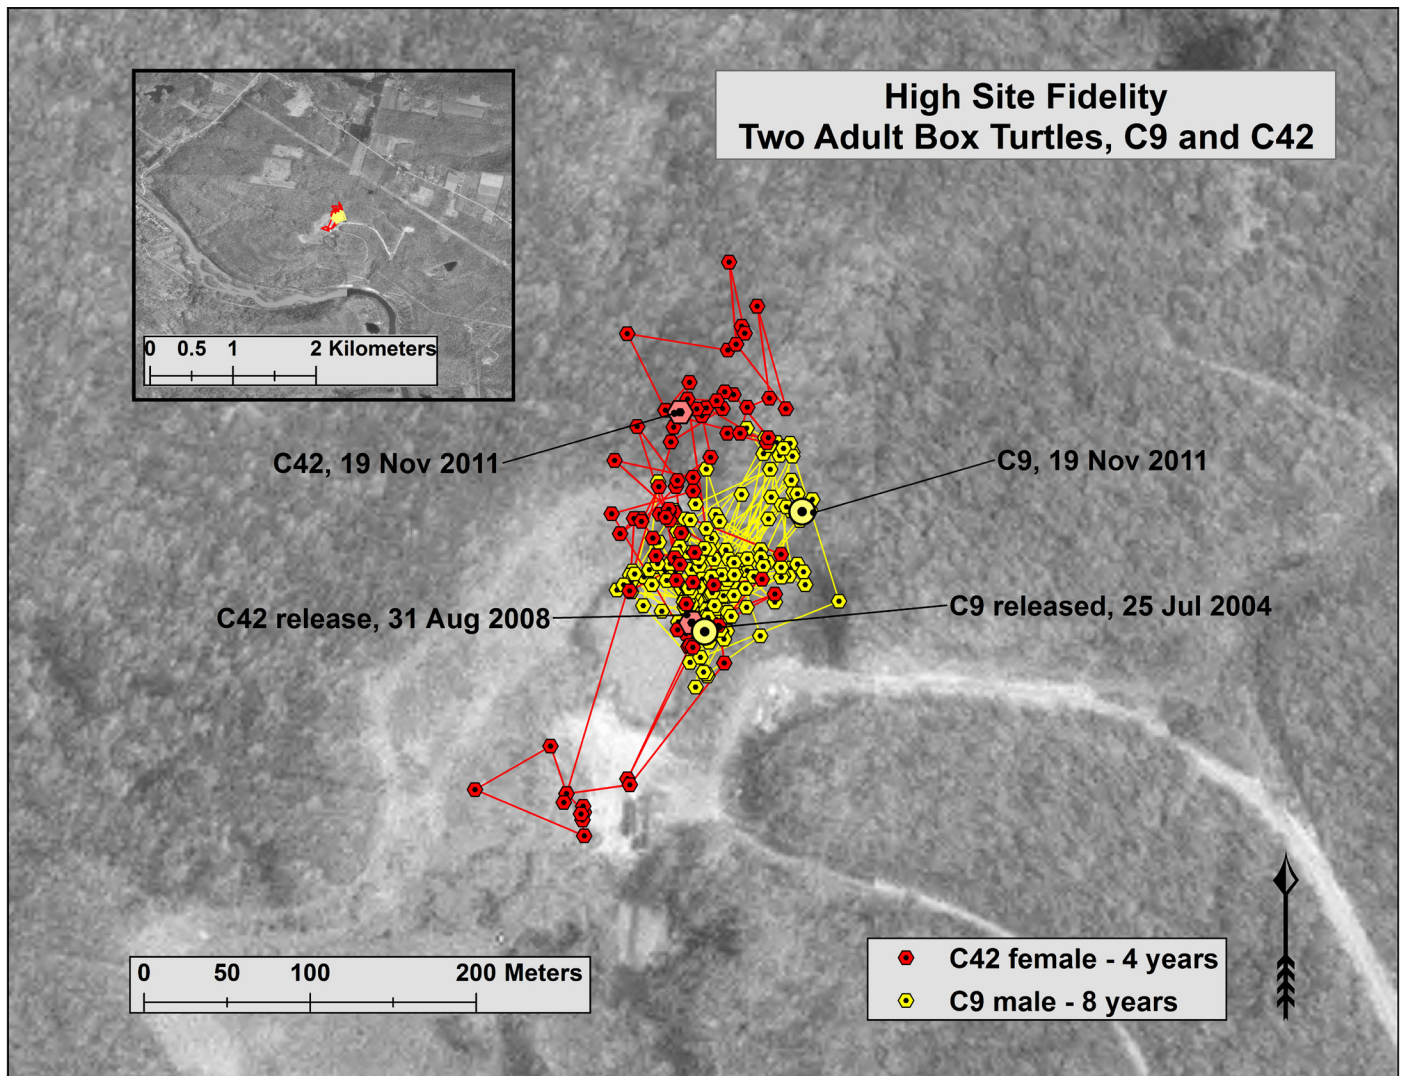 High Site Fidelity
Two Adult Box Turtles, C9 and C42
0 0.5 1 2 Kilometers
C42, 19 Nov 2011
C9, 19 Nov 2011
C42 release, 31 Aug 2008
C9 released, 25 Jul 2004
0 50 100 200 Meters
C42 female - 4 years
C9 male - 8 years